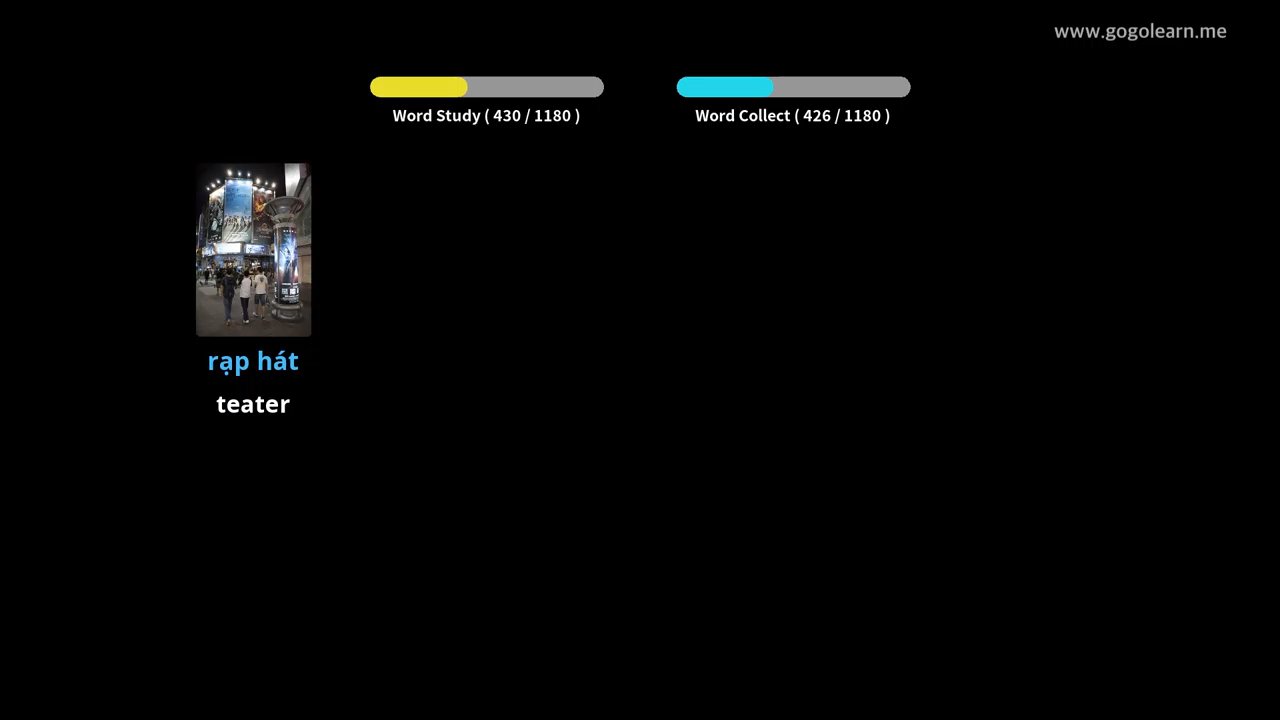 www.gogolearn.me
Word Study ( 430 / 1180 )
Word Collect ( 426 / 1180 )
rạp hát
teater